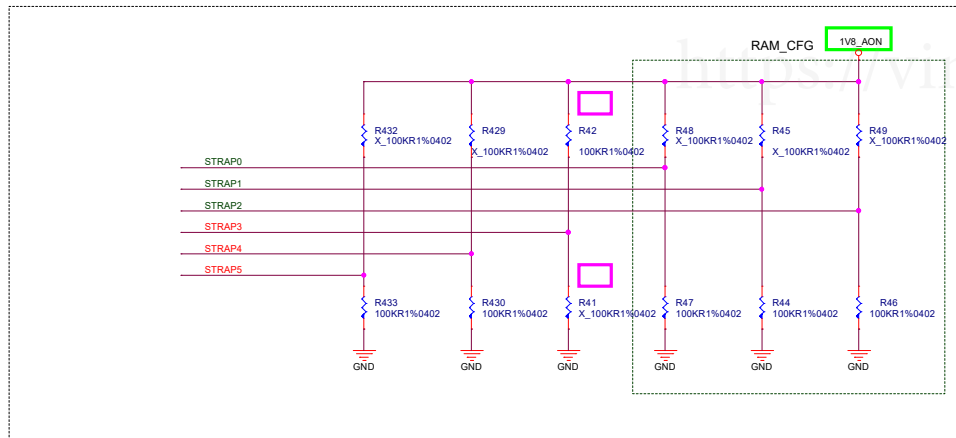 1V8_AON
RAM_CFG
https://vi
R432
X_100KR1%0402
R429
X_100KR1%0402
R42
100KR1%0402
R48
X_100KR1%0402
R45
X_100KR1%0402
R49
X_100KR1%0402
STRAP0
STRAP1
STRAP2
STRAP3
STRAP4
STRAP5
R433
100KR1%0402
R430
100KR1%0402
R41
X_100KR1%0402
R47
100KR1%0402
R44
100KR1%0402
R46
100KR1%0402
GND
GND
GND
GND
GND
GND